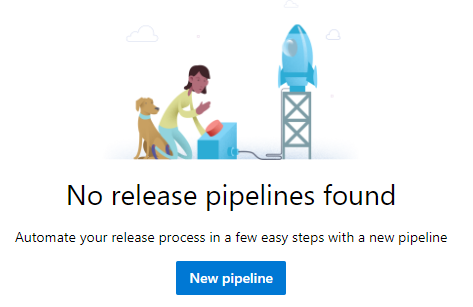 No release pipelines found
Automate your release process in a few easy steps with a new pipeline
New pipeline